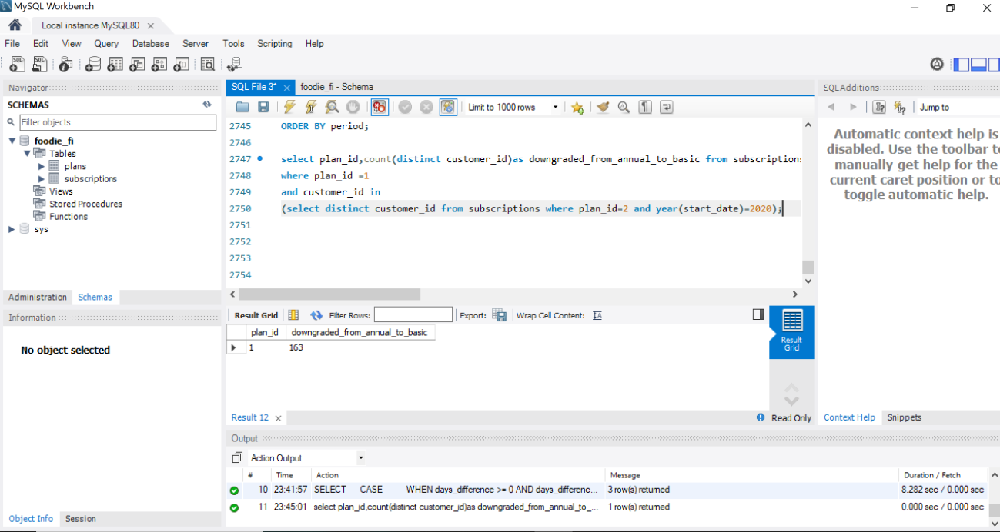 MySQL Workbench
Local instance MySQL80
File Edit View Query Database Server Tools Scripting Help
Navigator
SCHEMAS
Filter objects
foodie_fi
Tables
plans
subscriptions
Views
Stored Procedures
Functions
sys
Administration Schemas
Information
No object selected
Object Info Session
SQL File 3* foodie_fi - Schema
Limit to 1000 rows
2745 ORDER BY period;
2746
2747 select plan_id,count(distinct customer_id)as downgraded_from_annual_to_basic from subscription
2748 where plan_id =1
2749 and customer_id in
2750 (select distinct customer_id from subscriptions where plan_id=2 and year(start_date)=2020);
2751
2752
2753
2754
Result Grid Filter Rows: Export: Wrap Cell Content:
plan_id downgraded_from_annual_to_basic
1 163
Result
Grid
Result 12 Read Only
SQLAdditions
Jump to
Automatic context help is
disabled. Use the toolbar to
manually get help for the
current caret position or to
toggle automatic help.
Context Help Snippets
Output
Action Output
# Time Action Message Duration / Fetch
10 23:41:57 SELECT CASE WHEN days_difference >= 0 AND days_differenc... 3 row(s) returned 8.282 sec / 0.000 sec
11 23:45:01 select plan_id,count(distinct customer_id)as downgraded_from_annual_to_... 1 row(s) returned 0.000 sec / 0.000 sec